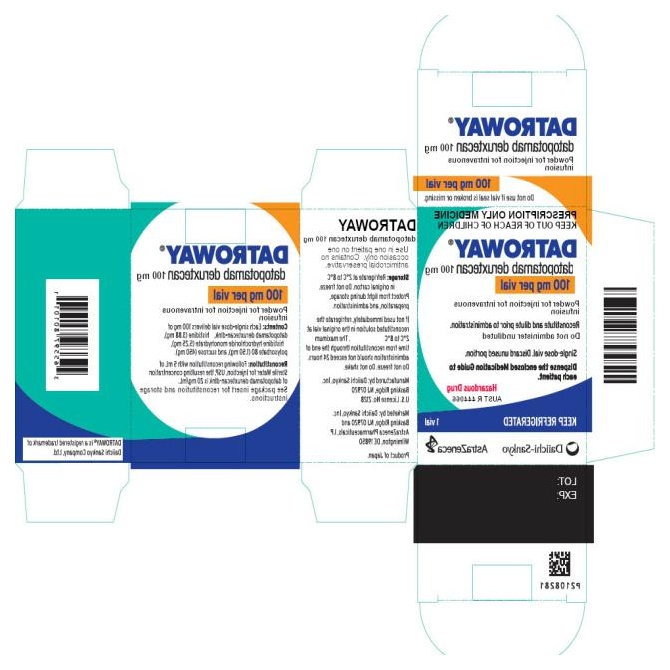 DATROWAY®
datopotamab deruxtecan 100 mg
Powder for injection for intravenous
infusion
100 mg per vial
Do not use if vial seal is broken or missing.
PRESCRIPTION ONLY MEDICINE
KEEP OUT OF REACH OF CHILDREN
DATROWAY®
datopotamab deruxtecan 100 mg
100 mg per vial
Powder for injection for intravenous
infusion
Reconstitute and dilute prior to administration.
Do not administer undiluted
Single-dose vial. Discard unused portion.
Dispense the enclosed Medication Guide to
each patient.
Hazardous Drug
AUST R 444066
KEEP REFRIGERATED
1 vial
Daiichi-Sankyo
AstraZeneca
LOT:
EXP:
P2108281
DATROWAY
datopotamab deruxtecan 100 mg
Use in one patient on one
occasion only. Contains no
antimicrobial preservative.
Storage: Refrigerate at 2°C to 8°C
in original carton. Do not freeze.
Protect from light during storage,
preparation, and administration.
If not used immediately, refrigerate the
reconstituted solution in the original vial at
2°C to 8°C. The maximum
time from reconstitution through the end of
administration should not exceed 24 hours.
Do not freeze. Do not shake.
Manufactured by: Daiichi Sankyo, Inc.
Basking Ridge, NJ 07920
U.S. License No. 2128
Marketed by: Daiichi Sankyo, Inc.
Basking Ridge, NJ 07920 and
AstraZeneca Pharmaceuticals, LP
Wilmington, DE 19850
Product of Japan.
DATROWAY®
datopotamab deruxtecan 100 mg
100 mg per vial
Powder for injection for intravenous
infusion
Contents: Each single-dose vial delivers 100 mg of
datopotamab deruxtecan-dlnk, histidine (3.88 mg),
histidine hydrochloride monohydrate (5.25 mg),
polysorbate 80 (1.50 mg), and sucrose (450 mg).
Reconstitution: Following reconstitution with 5 mL of
Sterile Water for Injection, USP, the resulting concentration
of datopotamab deruxtecan-dlnk is 20 mg/mL.
See package insert for reconstitution and storage
instructions.
DATROWAY® is a registered trademark of
Daiichi Sankyo Company, Ltd.